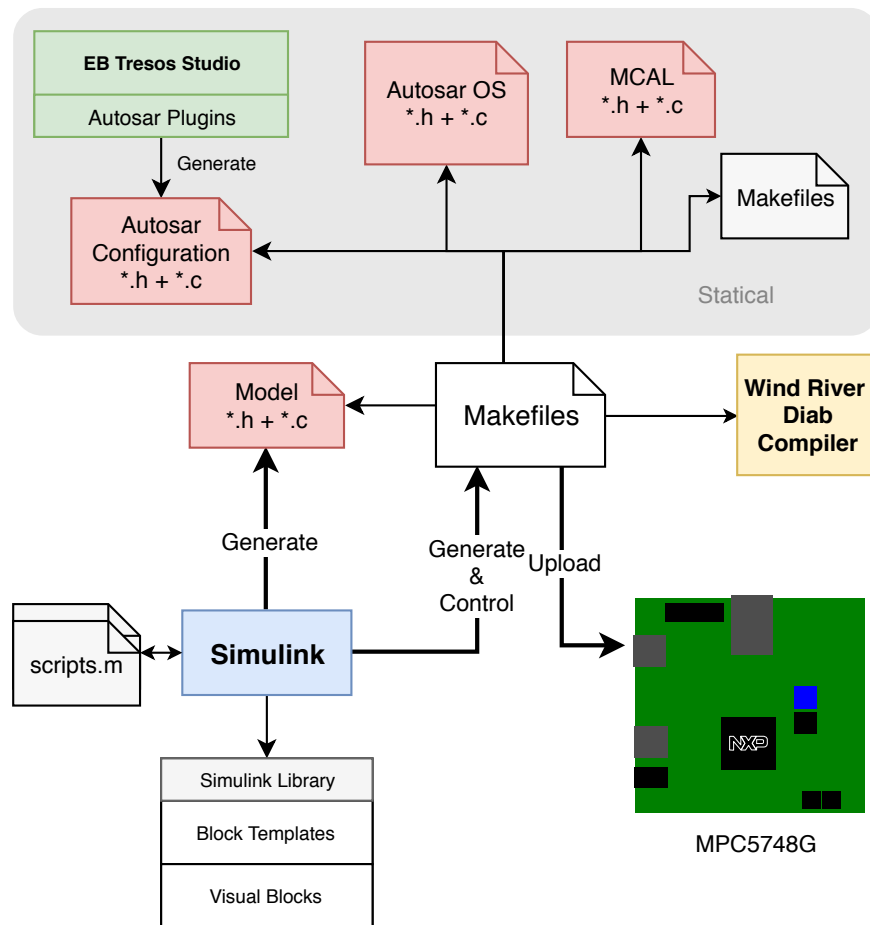 EB Tresos Studio
Autosar Plugins
Generate
Autosar
Configuration
*.h + *.c
Autosar OS
*.h + *.c
MCAL
*.h + *.c
Makefiles
Statical
Model
*.h + *.c
Makefiles
Wind River
Diab
Compiler
Generate
Generate
&
Control
Upload
scripts.m
Simulink
Simulink Library
Block Templates
Visual Blocks
NXP
MPC5748G